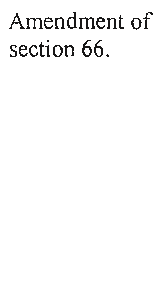 Amendment of
section 66.